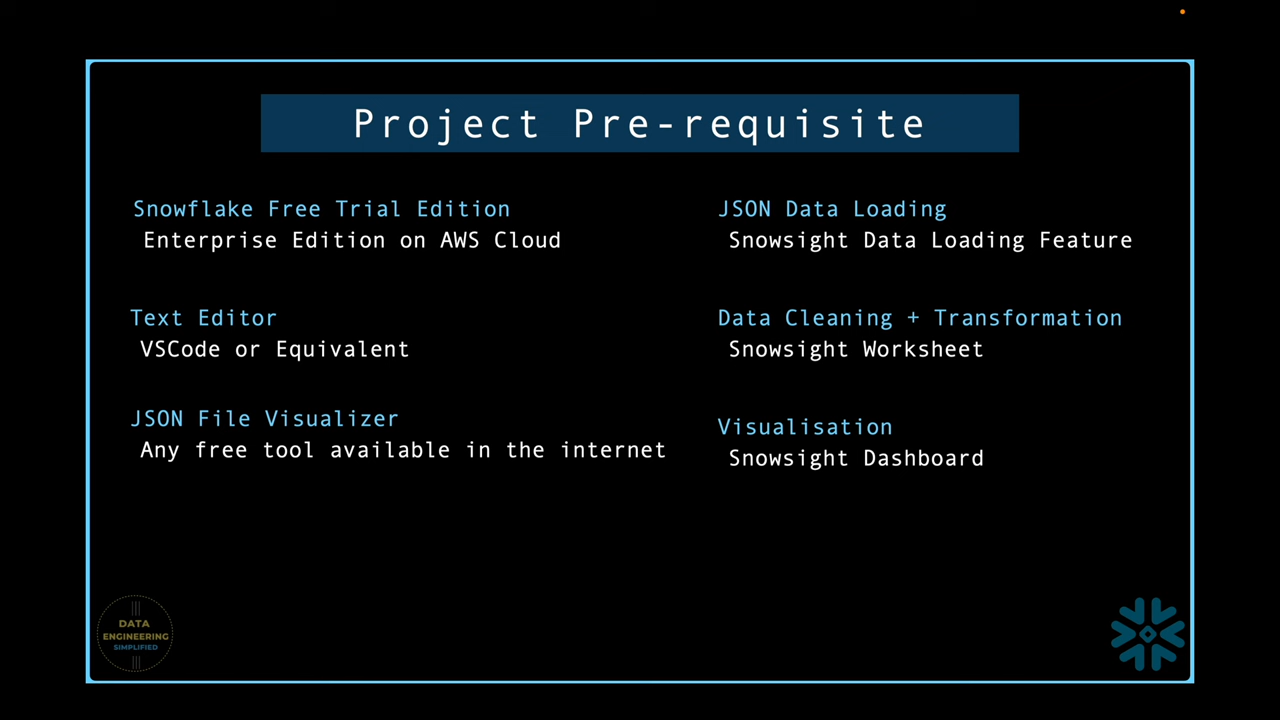 Project Pre-requisite
Snowflake Free Trial Edition
Enterprise Edition on AWS Cloud
Text Editor
VSCode or Equivalent
JSON File Visualizer
Any free tool available in the internet
JSON Data Loading
Snowsight Data Loading Feature
Data Cleaning + Transformation
Snowsight Worksheet
Visualisation
Snowsight Dashboard
DATA
ENGINEERING
SIMPLIFIED